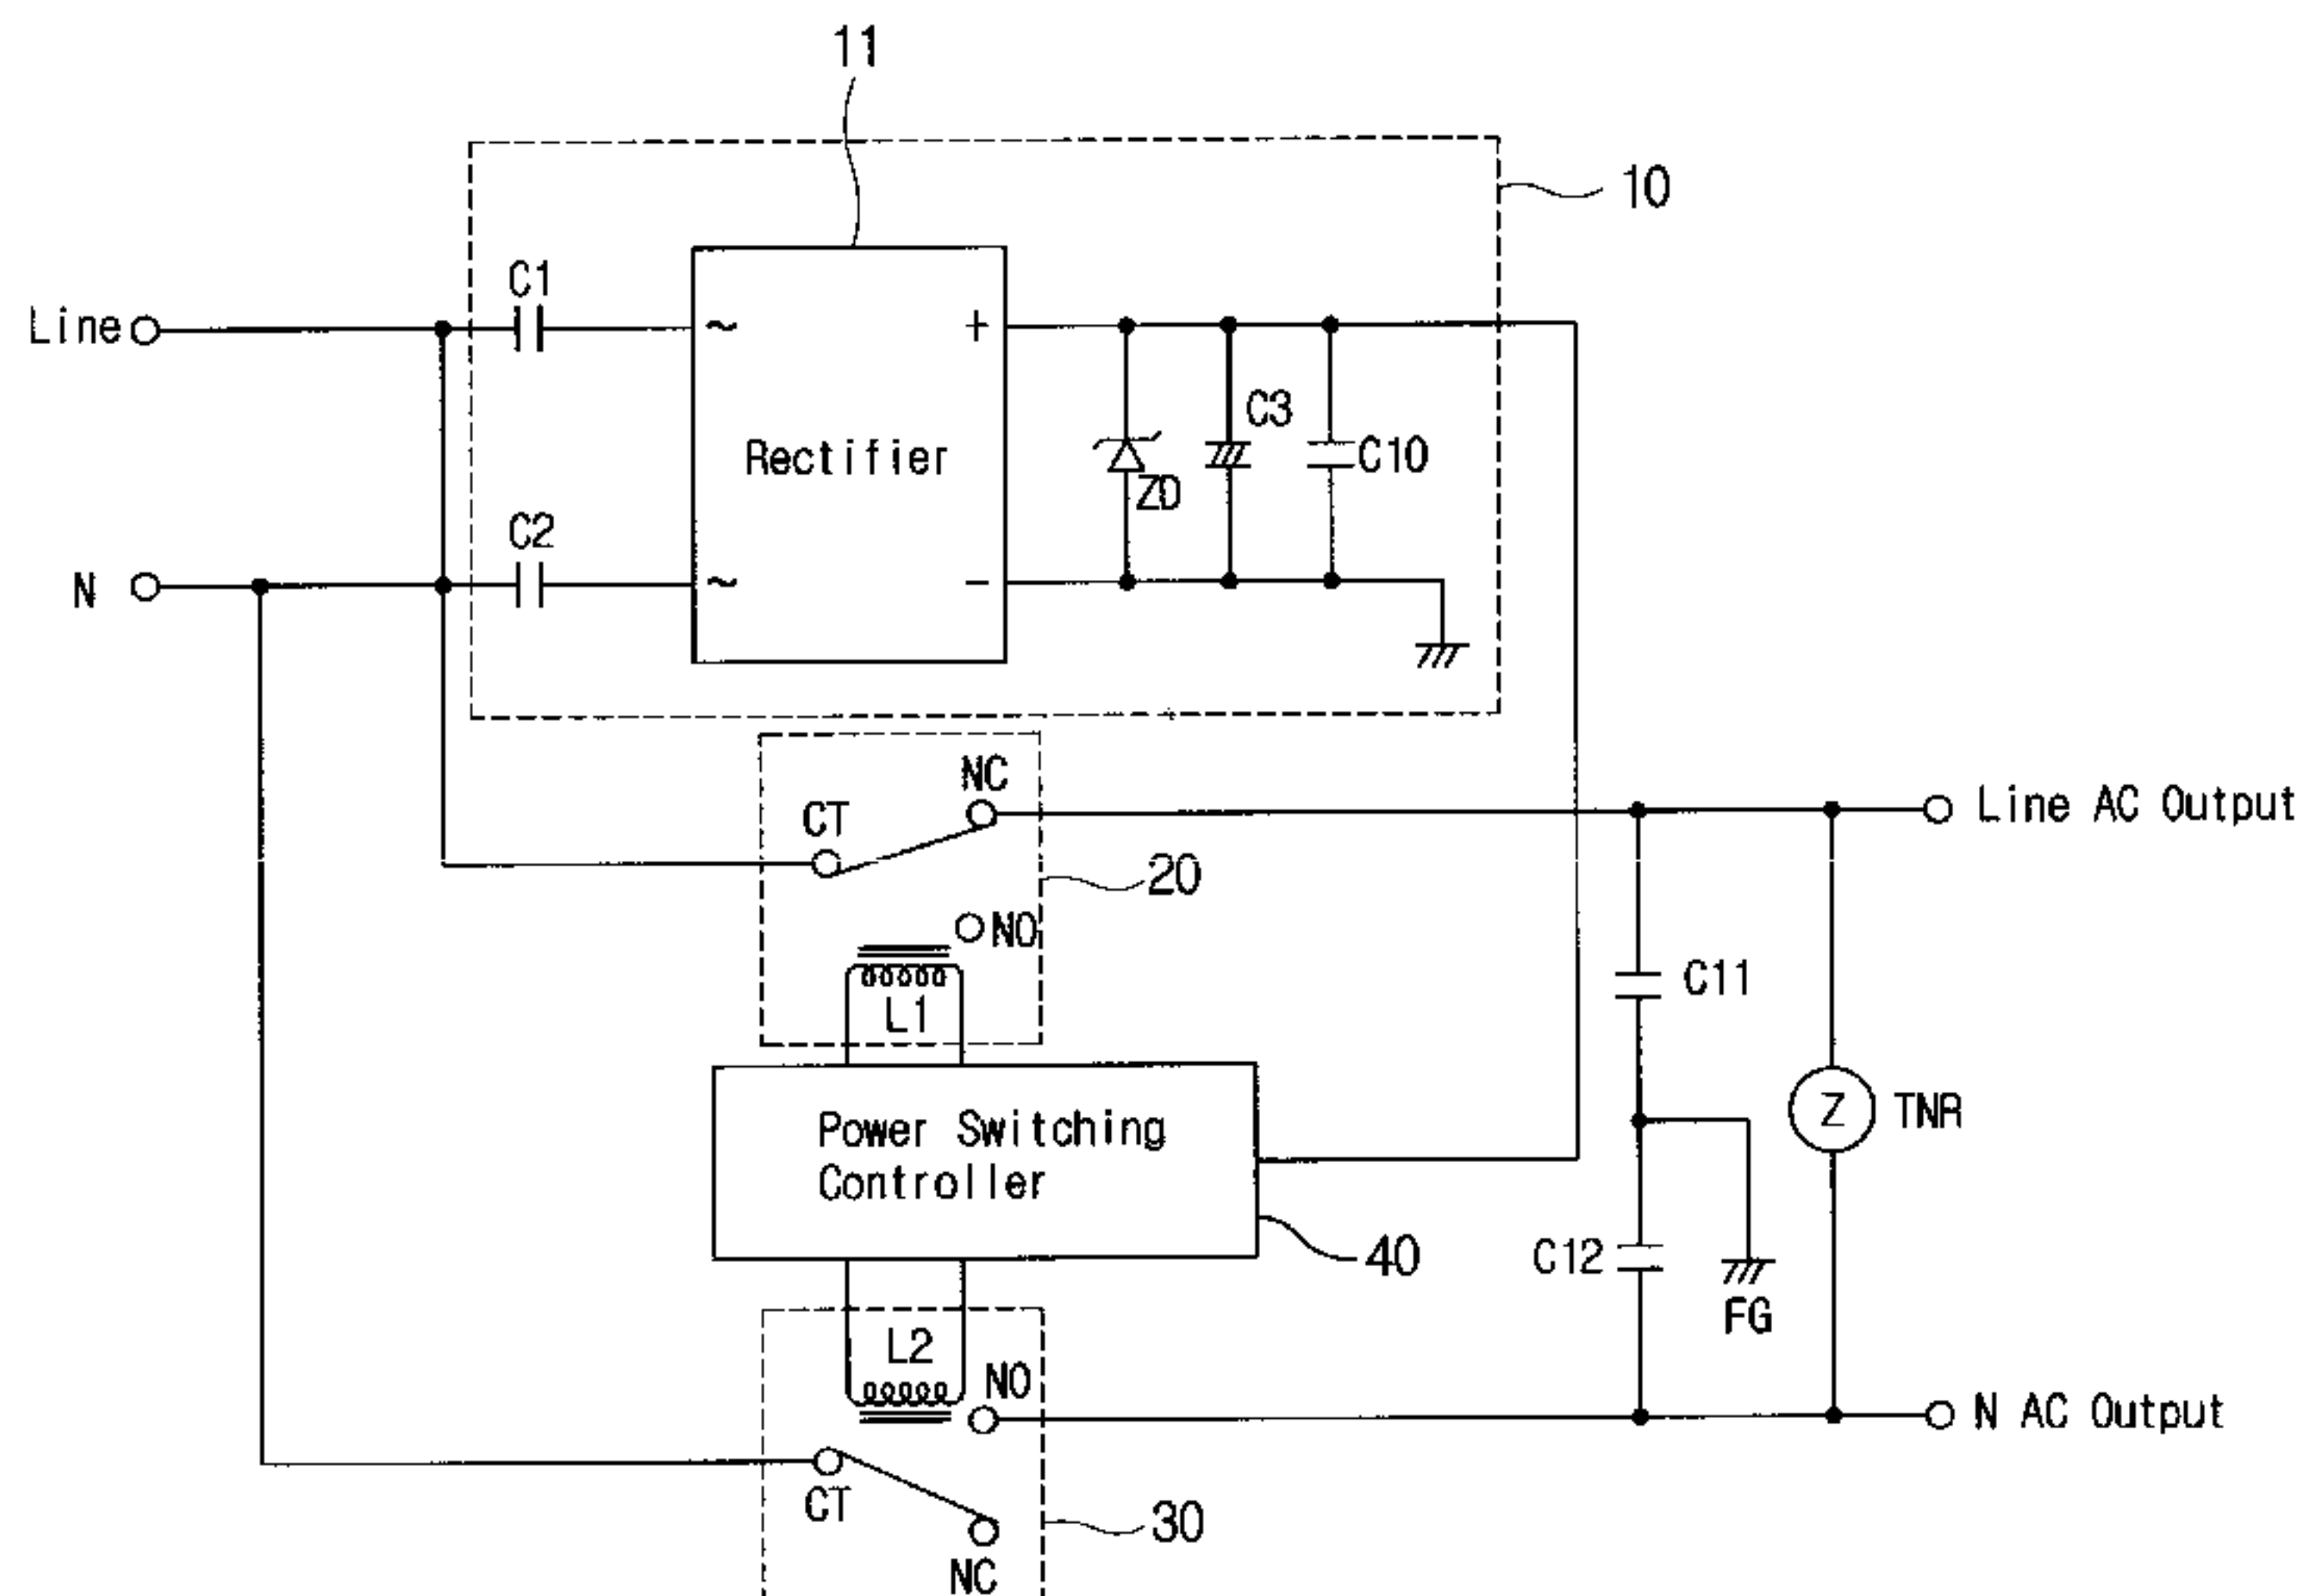 11
10
C1
Line
~
+
C3
Rectifier
C10
ZD
C2
N
~
−
NC
CT
Line AC Output
20
NO
C11
L1
Power Switching
Controller
Z
TNR
40
C12
FG
L2
NO
N AC Output
CT
30
NC